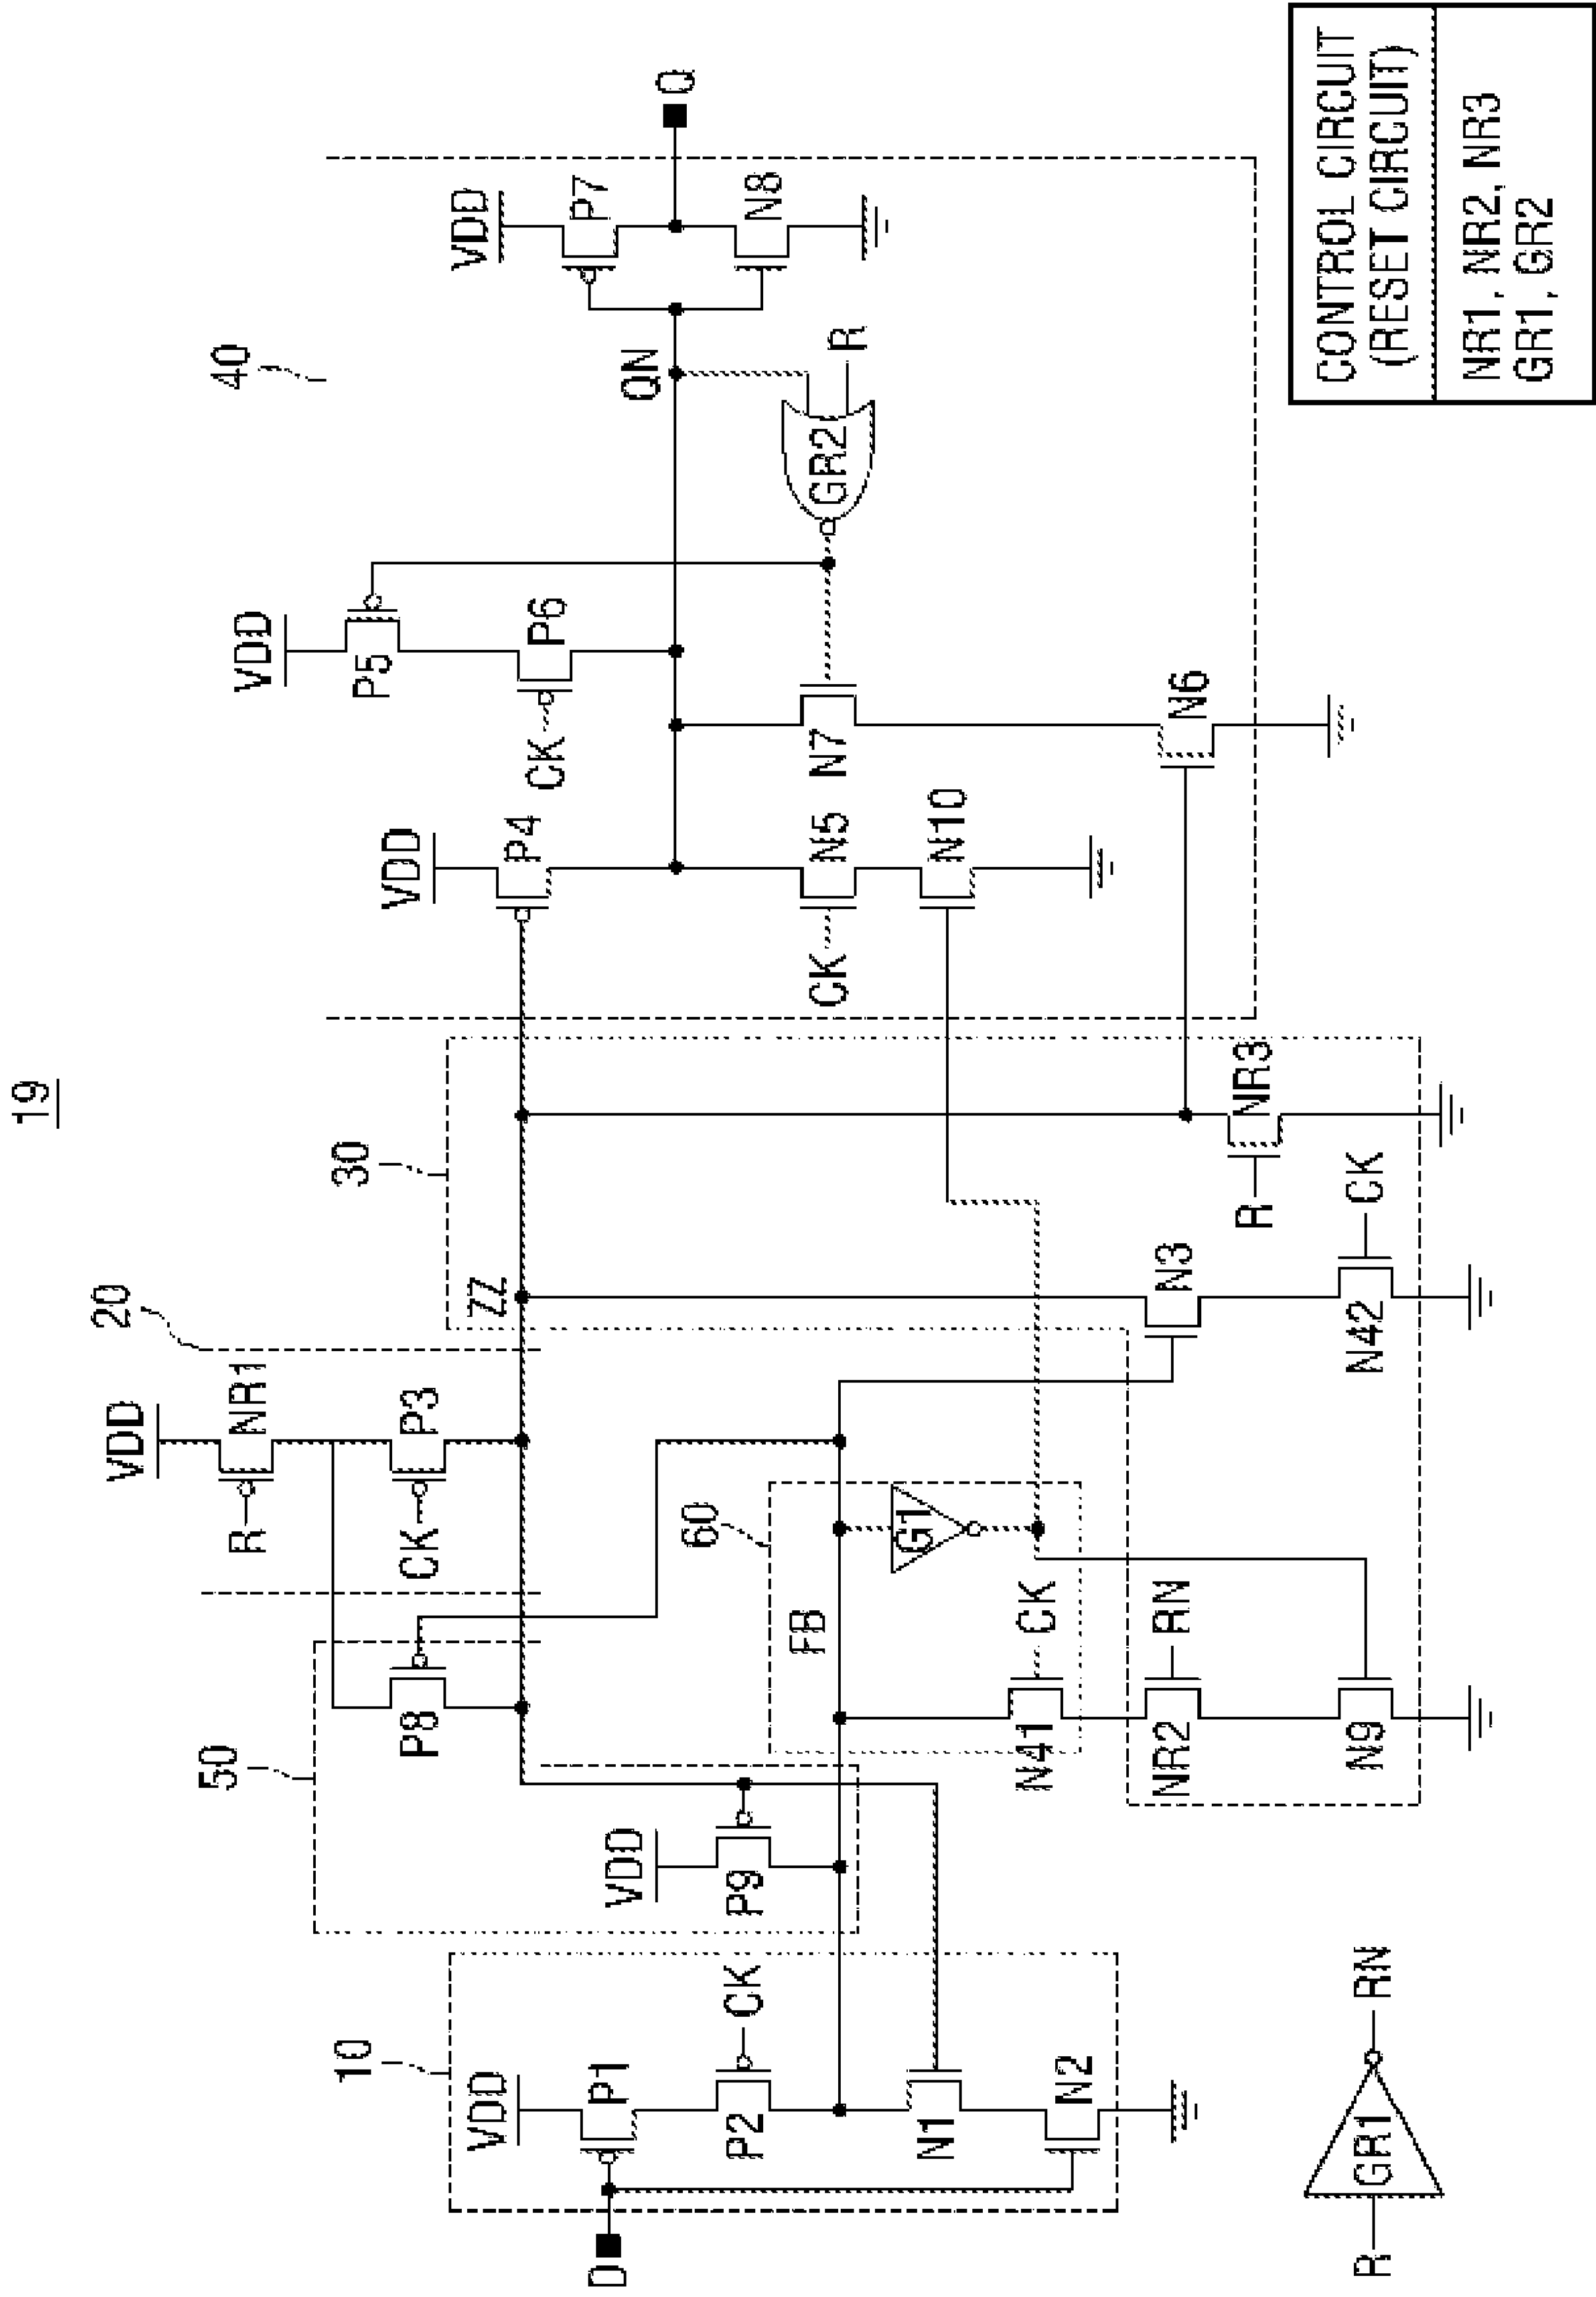 19
20
VDD
R
NR1
CK
P3
50
P8
VDD
P9
10
VDD
P1
D
P2
CK
N1
N2
60
FB
G1
N41
CK
NR2
RN
N9
ZZ
30
N3
N42
CK
R
NR3
40
VDD
P4
VDD
P5
CK
P6
CK
N5
N10
N7
N6
QN
GR2
R
VDD
P7
N8
Q
R
GR1
RN
CONTROL CIRCUIT
(RESET CIRCUIT)
NR1, NR2, NR3
GR1, GR2